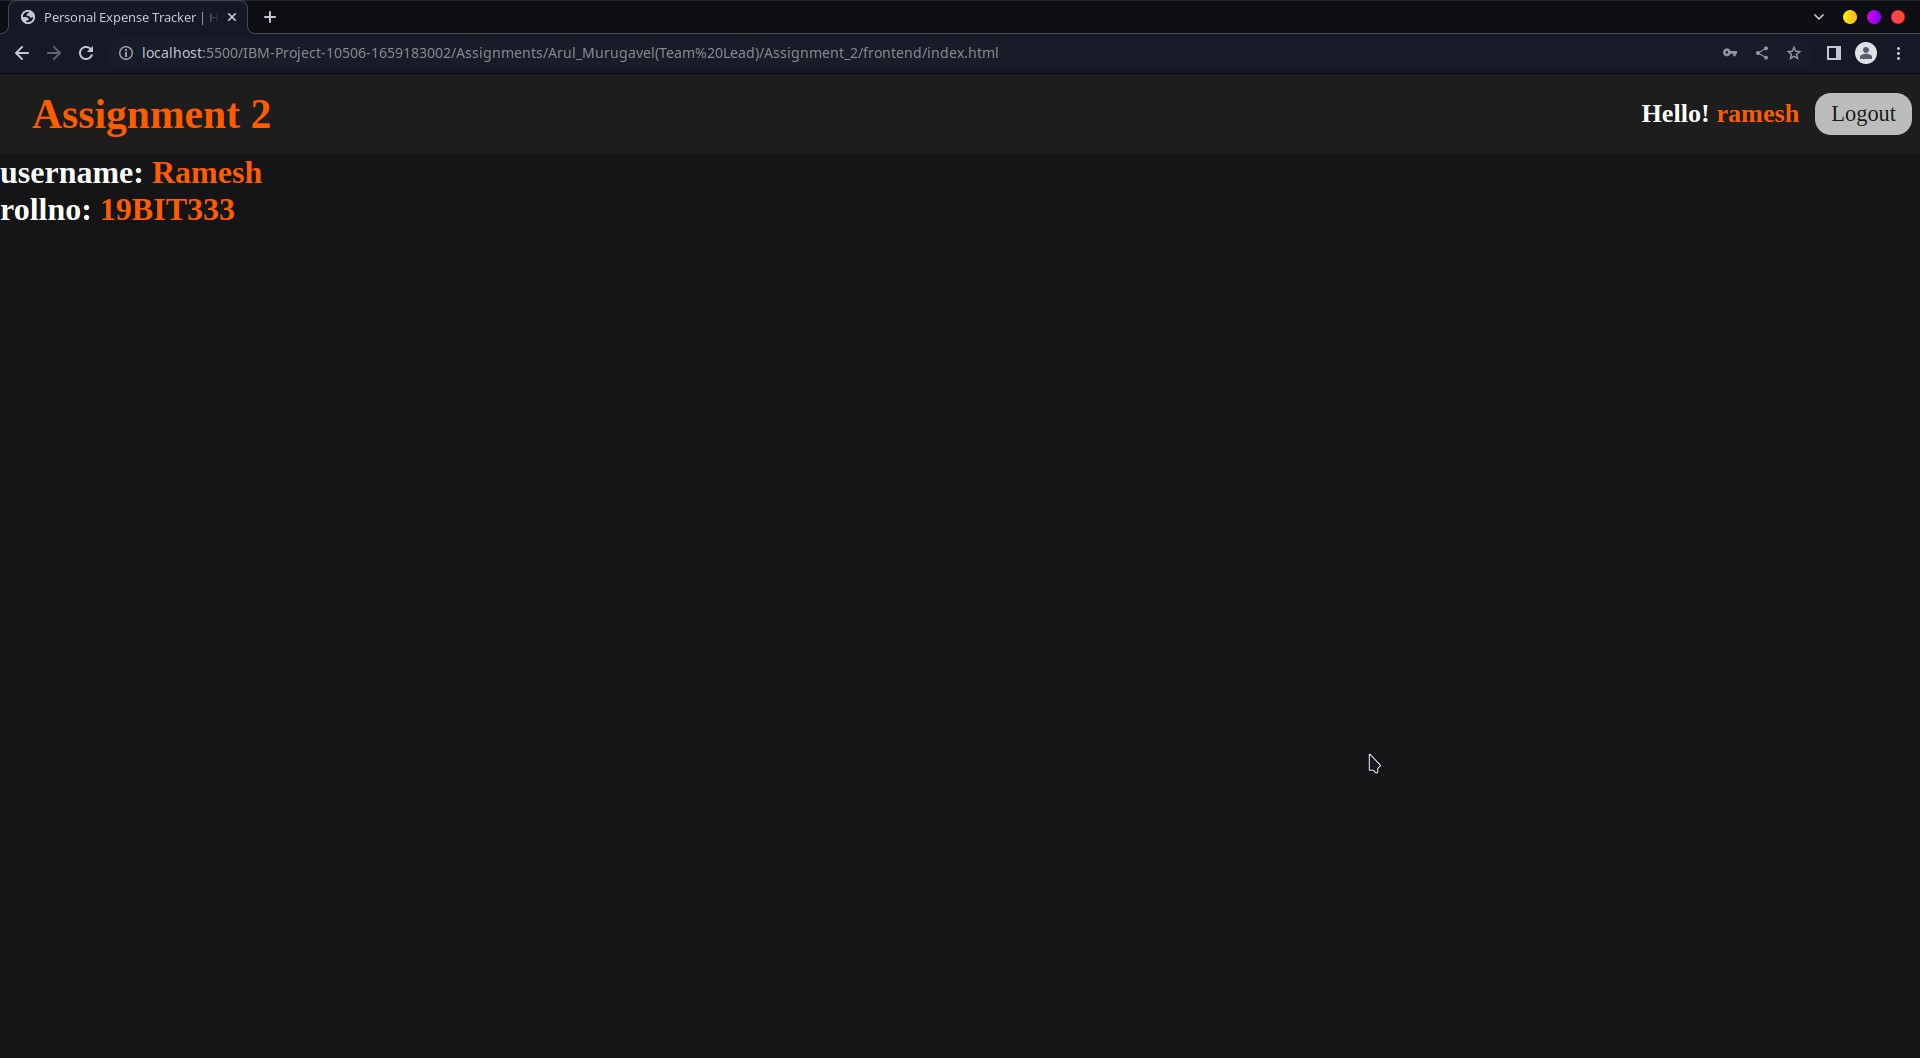 Personal Expense Tracker | H
localhost:5500/IBM-Project-10506-1659183002/Assignments/Arul_Murugavel(Team%20Lead)/Assignment_2/frontend/index.html
Assignment 2
Hello! ramesh
Logout
username: Ramesh
rollno: 19BIT333